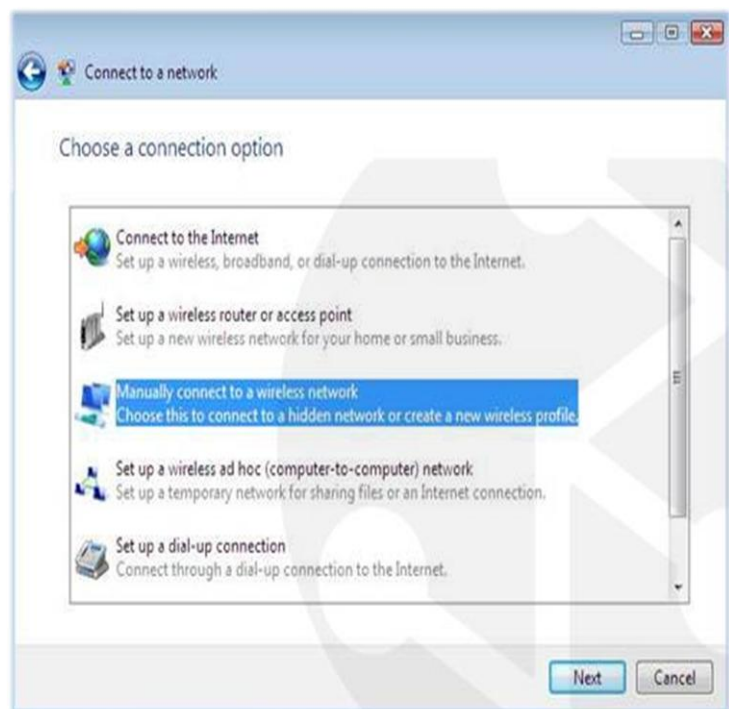 Connect to a network
Choose a connection option
Connect to the Internet
Set up a wireless, broadband, or dial-up connection to the Internet.
Set up a wireless router or access point
Set up a new wireless network for your home or small business.
Manually connect to a wireless network
Choose this to connect to a hidden network or create a new wireless profile.
Set up a wireless ad hoc (computer-to-computer) network
Set up a temporary network for sharing files or an Internet connection.
Set up a dial-up connection
Connect through a dial-up connection to the Internet.
Next Cancel